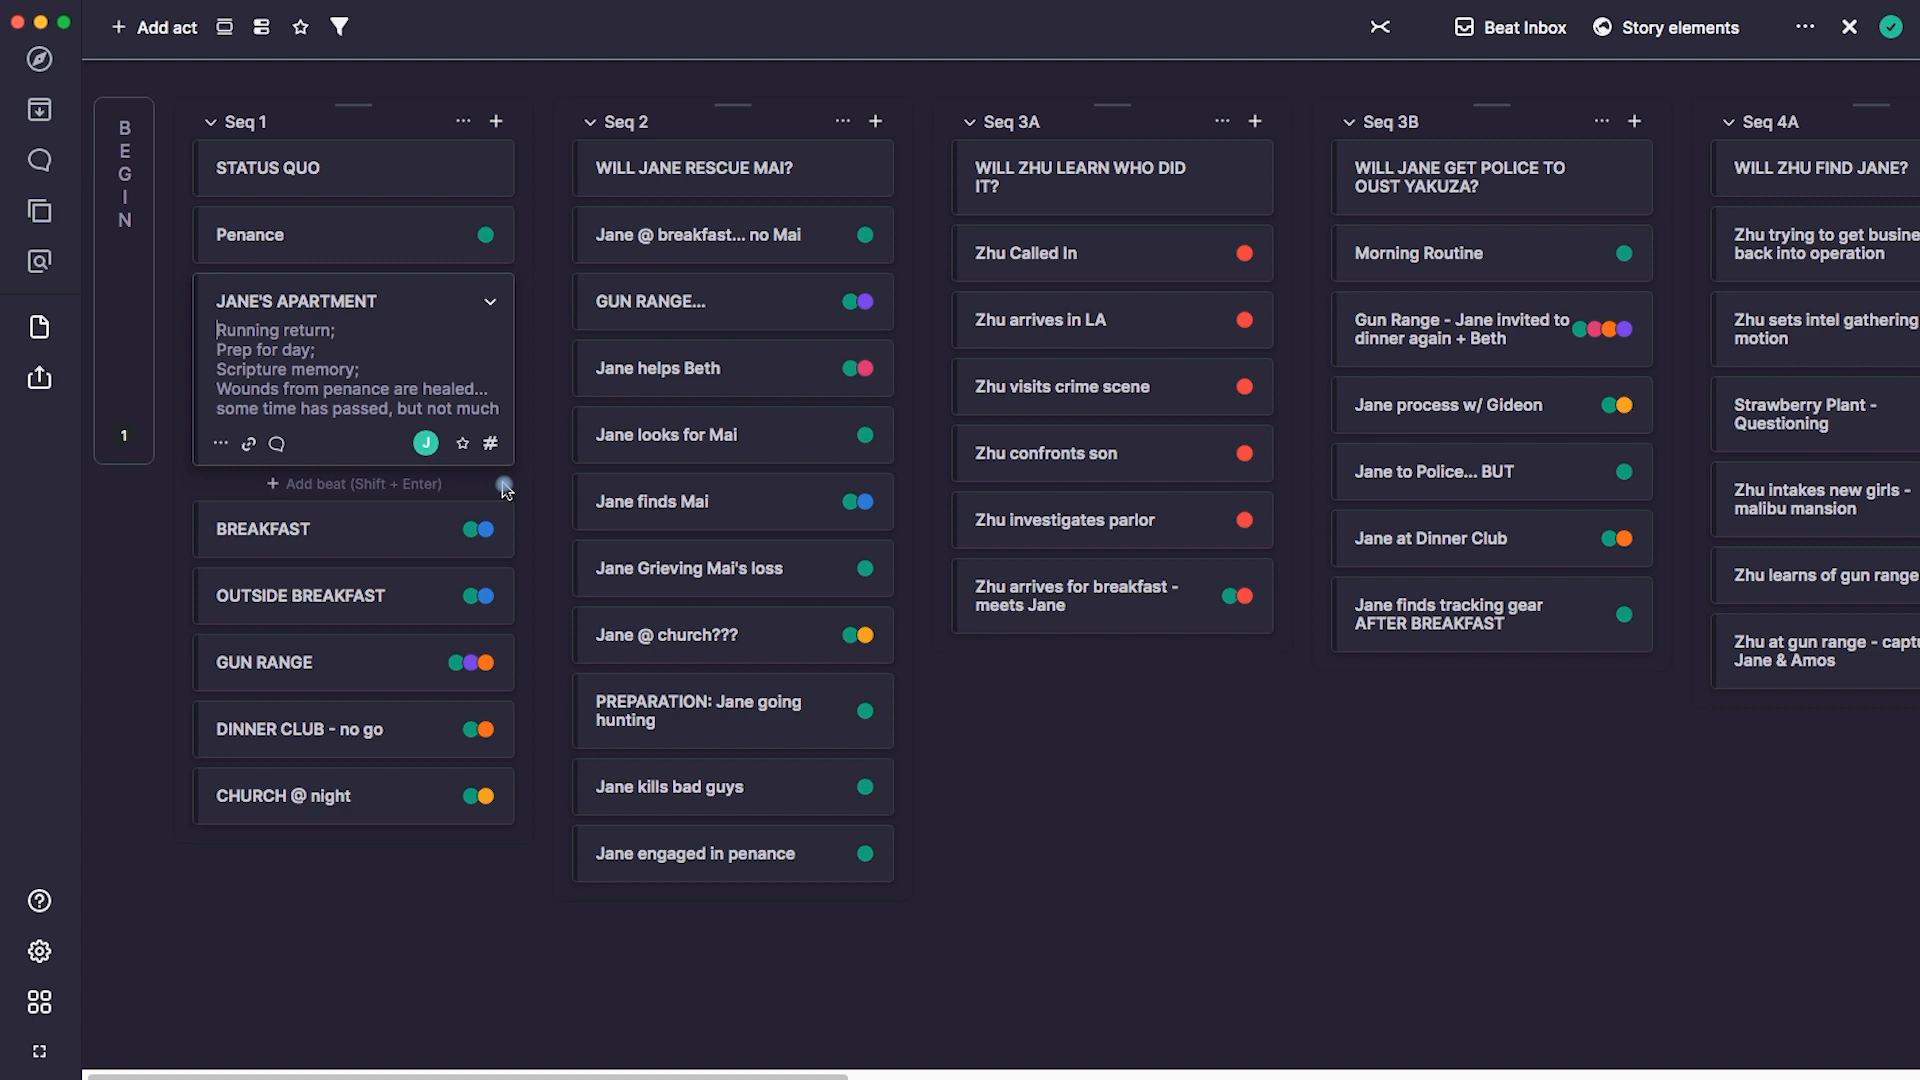 Add act
Beat Inbox
Story elements
BEGIN
1
Seq 1
STATUS QUO
Penance
JANE'S APARTMENT
Running return;
Prep for day;
Scripture memory;
Wounds from penance are healed...
some time has passed, but not much
J
#
+ Add beat (Shift + Enter)
BREAKFAST
OUTSIDE BREAKFAST
GUN RANGE
DINNER CLUB - no go
CHURCH @ night
Seq 2
WILL JANE RESCUE MAI?
Jane @ breakfast... no Mai
GUN RANGE...
Jane helps Beth
Jane looks for Mai
Jane finds Mai
Jane Grieving Mai's loss
Jane @ church???
PREPARATION: Jane going
hunting
Jane kills bad guys
Jane engaged in penance
Seq 3A
WILL ZHU LEARN WHO DID
IT?
Zhu Called In
Zhu arrives in LA
Zhu visits crime scene
Zhu confronts son
Zhu investigates parlor
Zhu arrives for breakfast -
meets Jane
Seq 3B
WILL JANE GET POLICE TO
OUST YAKUZA?
Morning Routine
Gun Range - Jane invited to
dinner again + Beth
Jane process w/ Gideon
Jane to Police... BUT
Jane at Dinner Club
Jane finds tracking gear
AFTER BREAKFAST
Seq 4A
WILL ZHU FIND JANE?
Zhu trying to get busine
back into operation
Zhu sets intel gathering
motion
Strawberry Plant -
Questioning
Zhu intakes new girls -
malibu mansion
Zhu learns of gun range
Zhu at gun range - captu
Jane & Amos